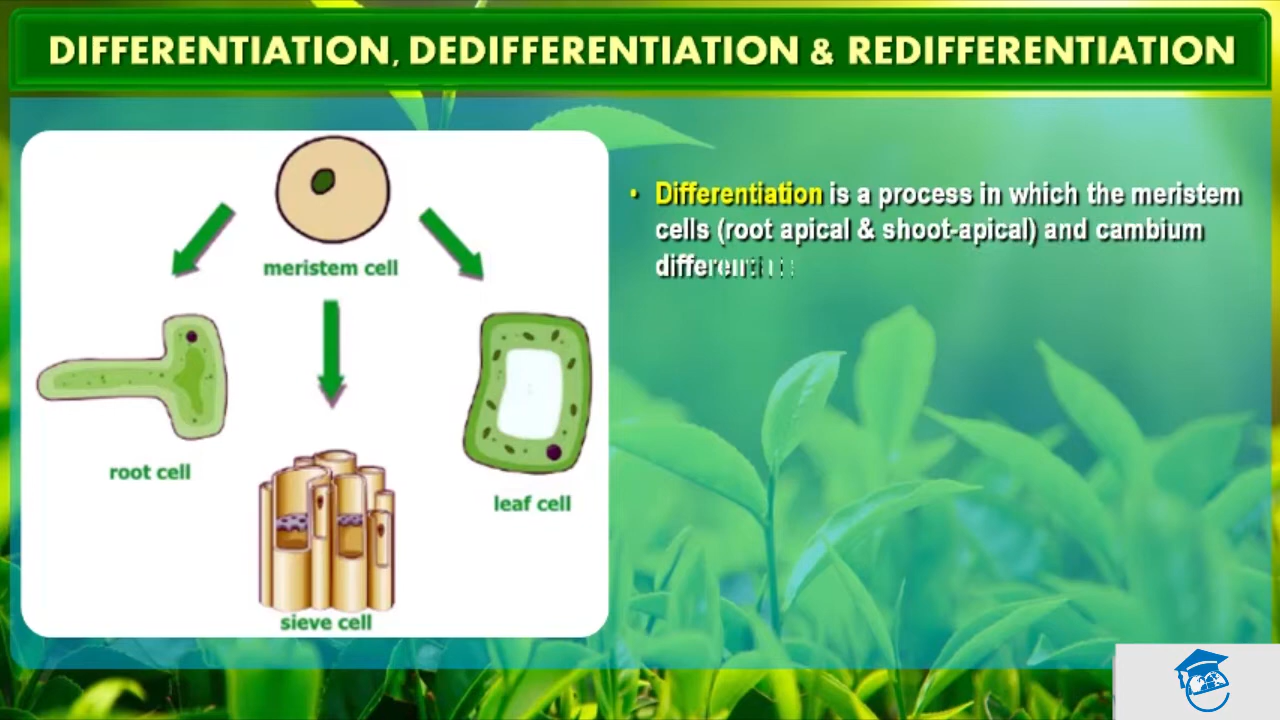 DIFFERENTIATION, DEDIFFERENTIATION & REDIFFERENTIATION
meristem cell
root cell
sieve cell
leaf cell
• Differentiation is a process in which the meristem
cells (root apical & shoot-apical) and cambium